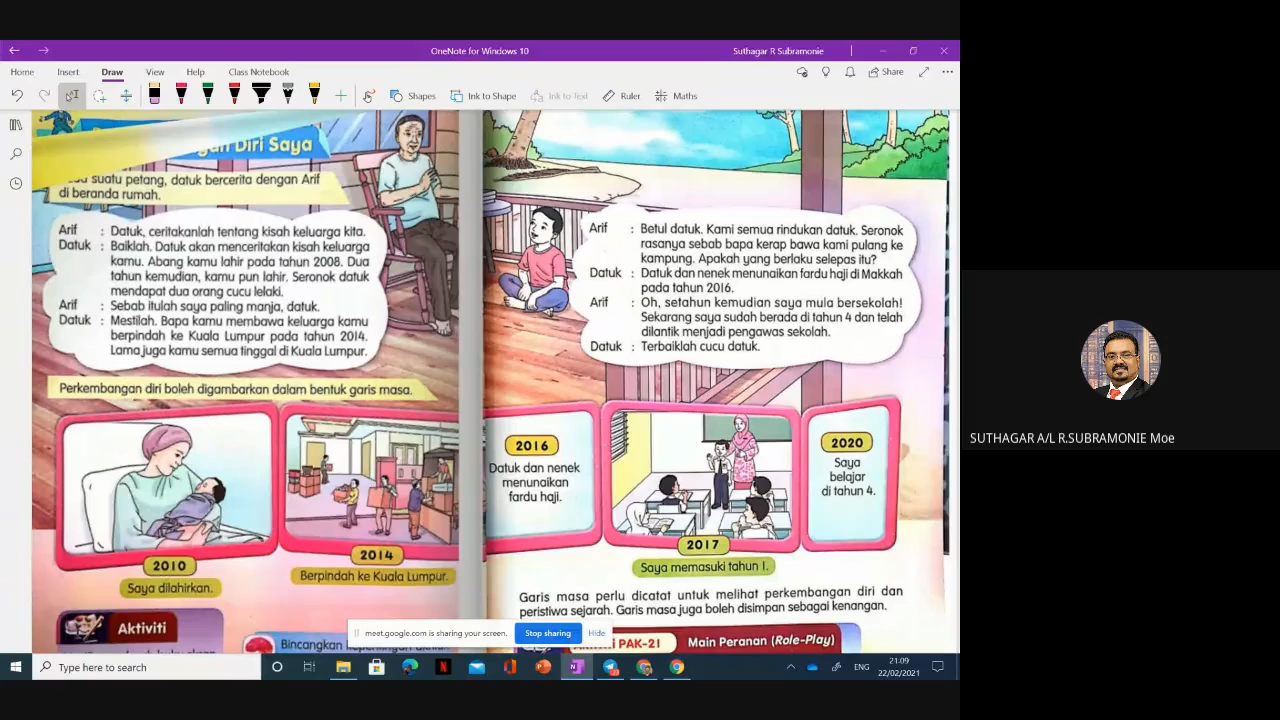 OneNote for Windows 10
Suthagar R Subramonie
Home Insert Draw View Help Class Notebook Share
Shapes Ink to Shape Ink to Text Ruler Maths
Diri Saya
suatu petang, datuk bercerita dengan Arif
di beranda rumah.
Arif : Datuk, ceritakanlah tentang kisah keluarga kita.
Datuk : Baiklah. Datuk akan menceritakan kisah keluarga
kamu. Abang kamu lahir pada tahun 2008. Dua
tahun kemudian, kamu pun lahir. Seronok datuk
mendapat dua orang cucu lelaki.
Arif : Sebab itulah saya paling manja, datuk.
Datuk : Mestilah. Bapa kamu membawa keluarga kamu
berpindah ke Kuala Lumpur pada tahun 2014.
Lama juga kamu semua tinggal di Kuala Lumpur.
Perkembangan diri boleh digambarkan dalam bentuk garis masa.
Arif : Betul datuk. Kami semua rindukan datuk. Seronok
rasanya sebab bapa kerap bawa kami pulang ke
kampung. Apakah yang berlaku selepas itu?
Datuk : Datuk dan nenek menunaikan fardu haji di Makkah
pada tahun 2016.
Arif : Oh, setahun kemudian saya mula bersekolah!
Sekarang saya sudah berada di tahun 4 dan telah
dilantik menjadi pengawas sekolah.
Datuk : Terbaiklah cucu datuk.
2010
Saya dilahirkan.
2014
Berpindah ke Kuala Lumpur.
2016
Datuk dan nenek
menunaikan
fardu haji.
2017
Saya memasuki tahun 1.
2020
Saya
belajar
di tahun 4.
Garis masa perlu dicatat untuk melihat perkembangan diri dan
peristiwa sejarah. Garis masa juga boleh disimpan sebagai kenangan.
Aktiviti
Bincangkan
PAK-21 Main Peranan (Role-Play)
meet.google.com is sharing your screen. Stop sharing Hide
Type here to search
ENG
21:09
22/02/2021
SUTHAGAR A/L R.SUBRAMONIE Moe